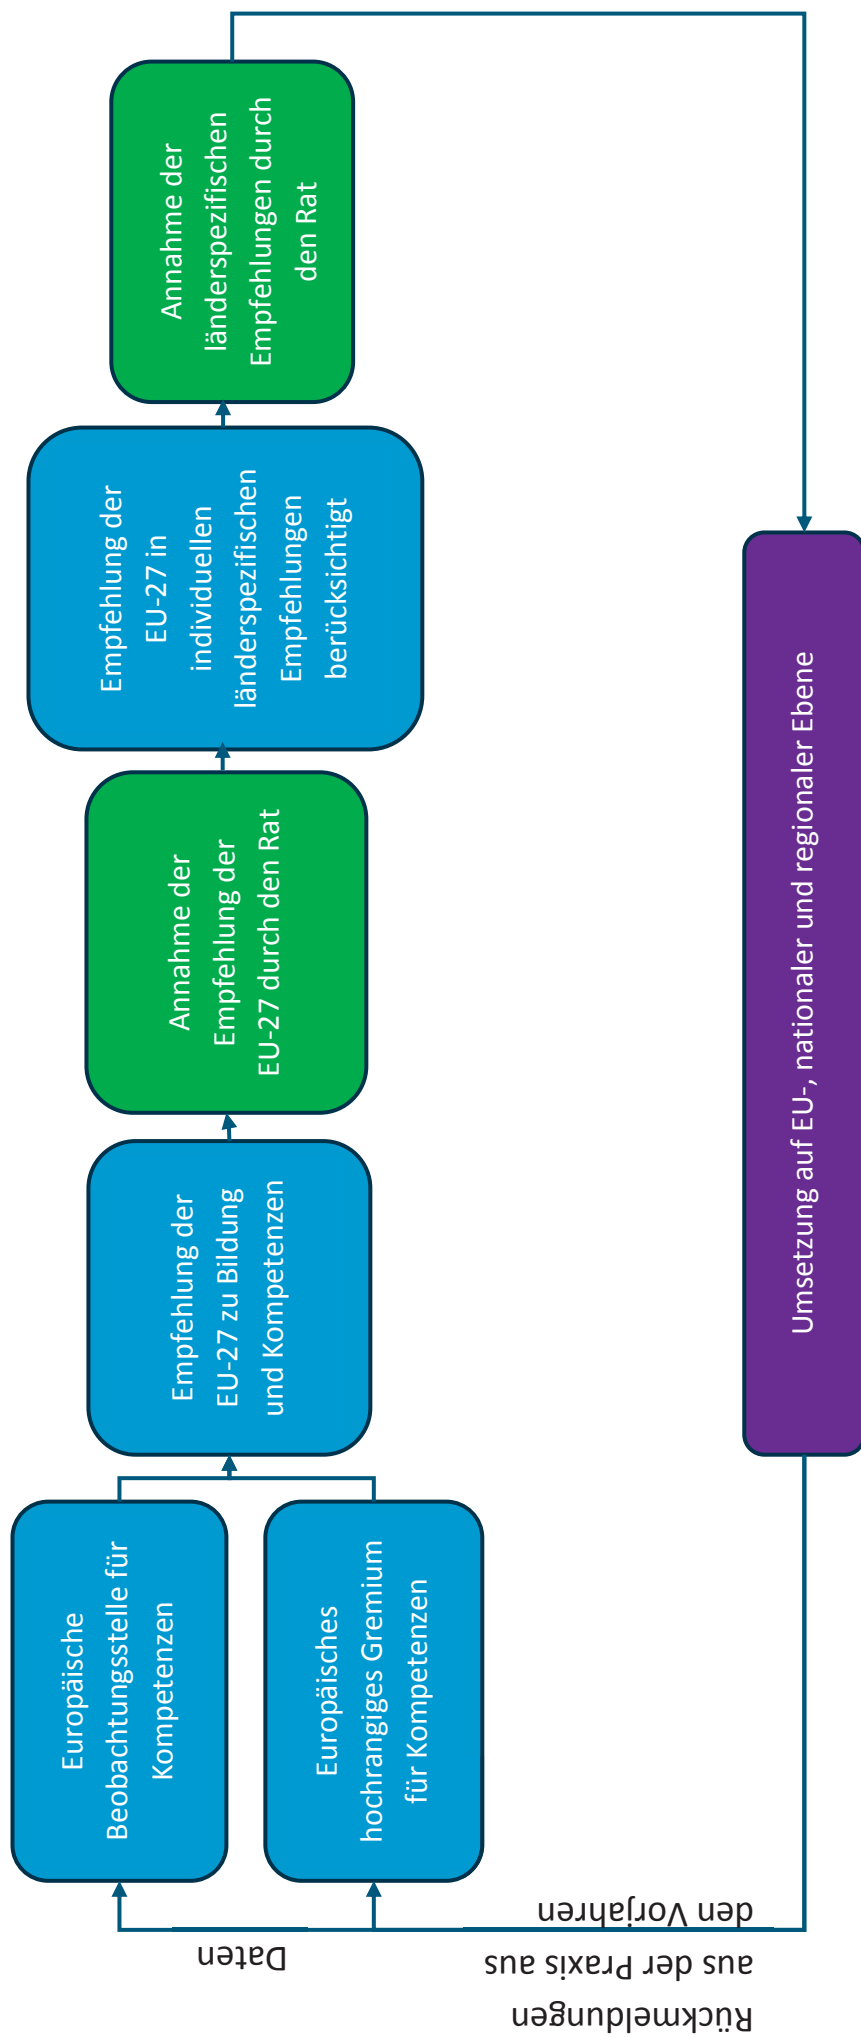 Europäische
Beobachtungsstelle für
Kompetenzen
Europäisches
hochrangiges Gremium
für Kompetenzen
Empfehlung der
EU-27 zu Bildung
und Kompetenzen
Annahme der
Empfehlung der
EU-27 durch den Rat
Empfehlung der
EU-27 in
individuellen
länderspezifischen
Empfehlungen
berücksichtigt
Annahme der
länderspezifischen
Empfehlungen durch
den Rat
Umsetzung auf EU-, nationaler und regionaler Ebene
Rückmeldungen
aus der Praxis aus
den Vorjahren
Daten